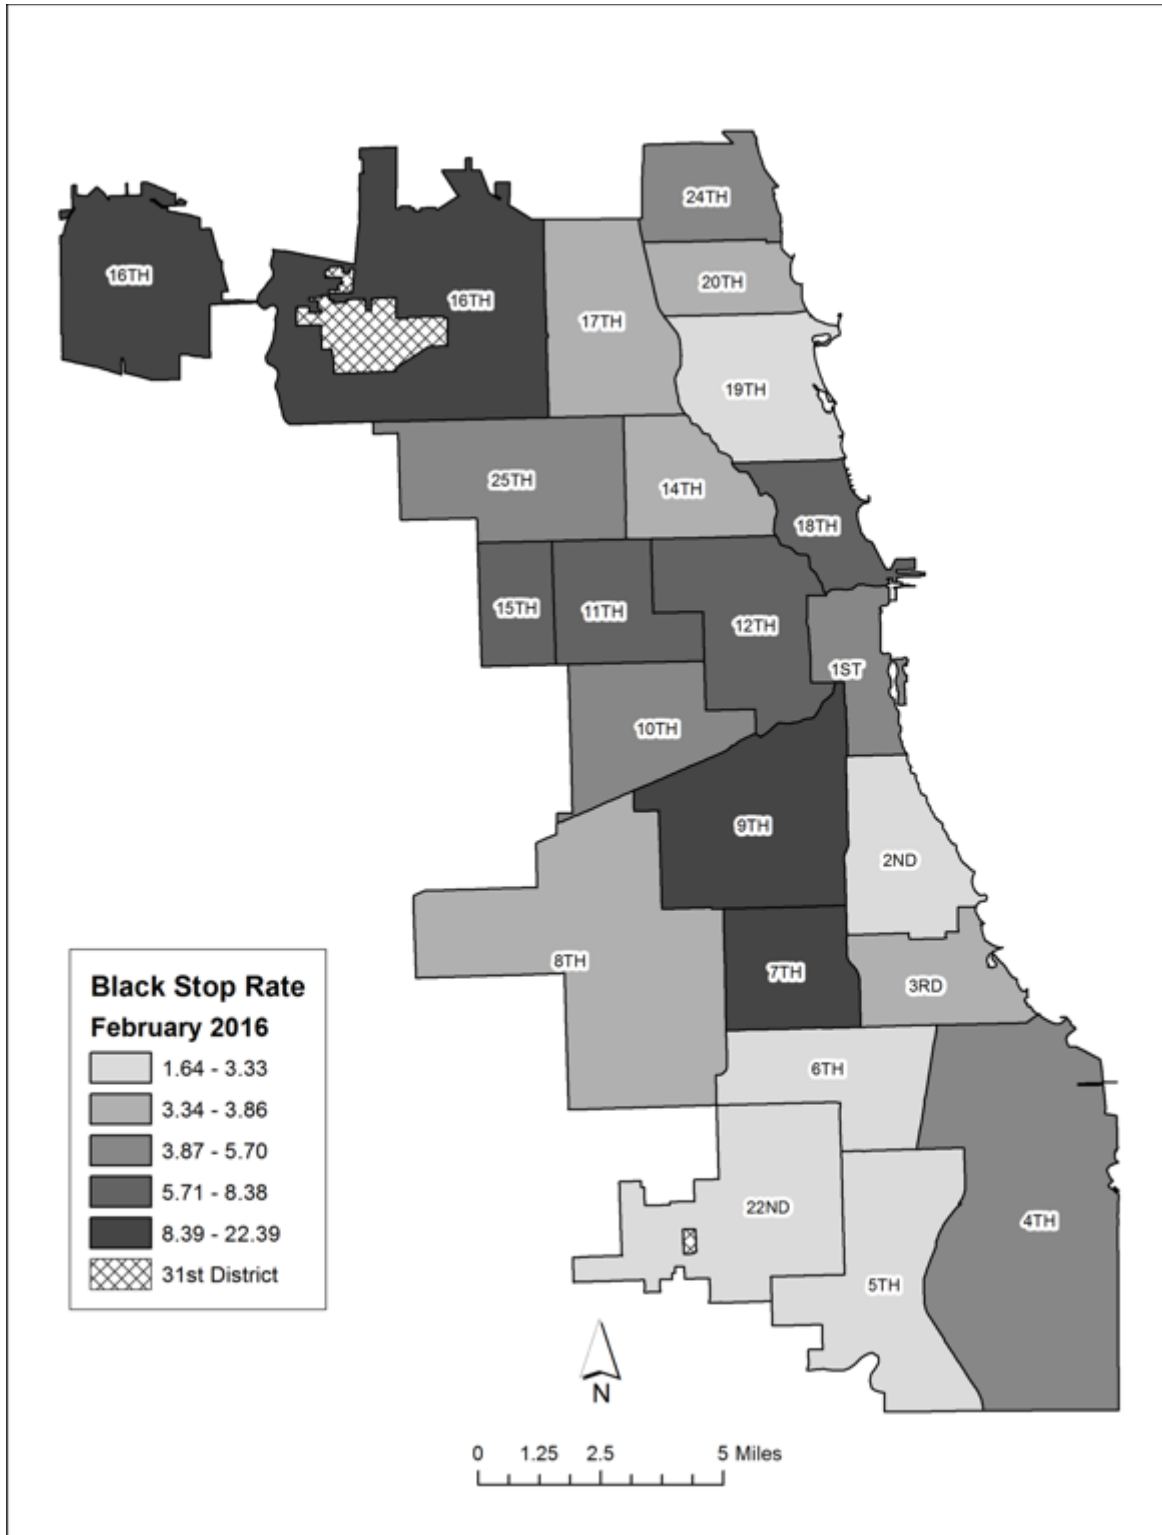 24TH
16TH
20TH
16TH
17TH
19TH
25TH
14TH
18TH
15TH
11TH
12TH
1ST
10TH
9TH
2ND
8TH
7TH
3RD
6TH
22ND
4TH
5TH
Black Stop Rate
February 2016
1.64 - 3.33
3.34 - 3.86
3.87 - 5.70
5.71 - 8.38
8.39 - 22.39
31st District
N
0 1.25 2.5 5 Miles